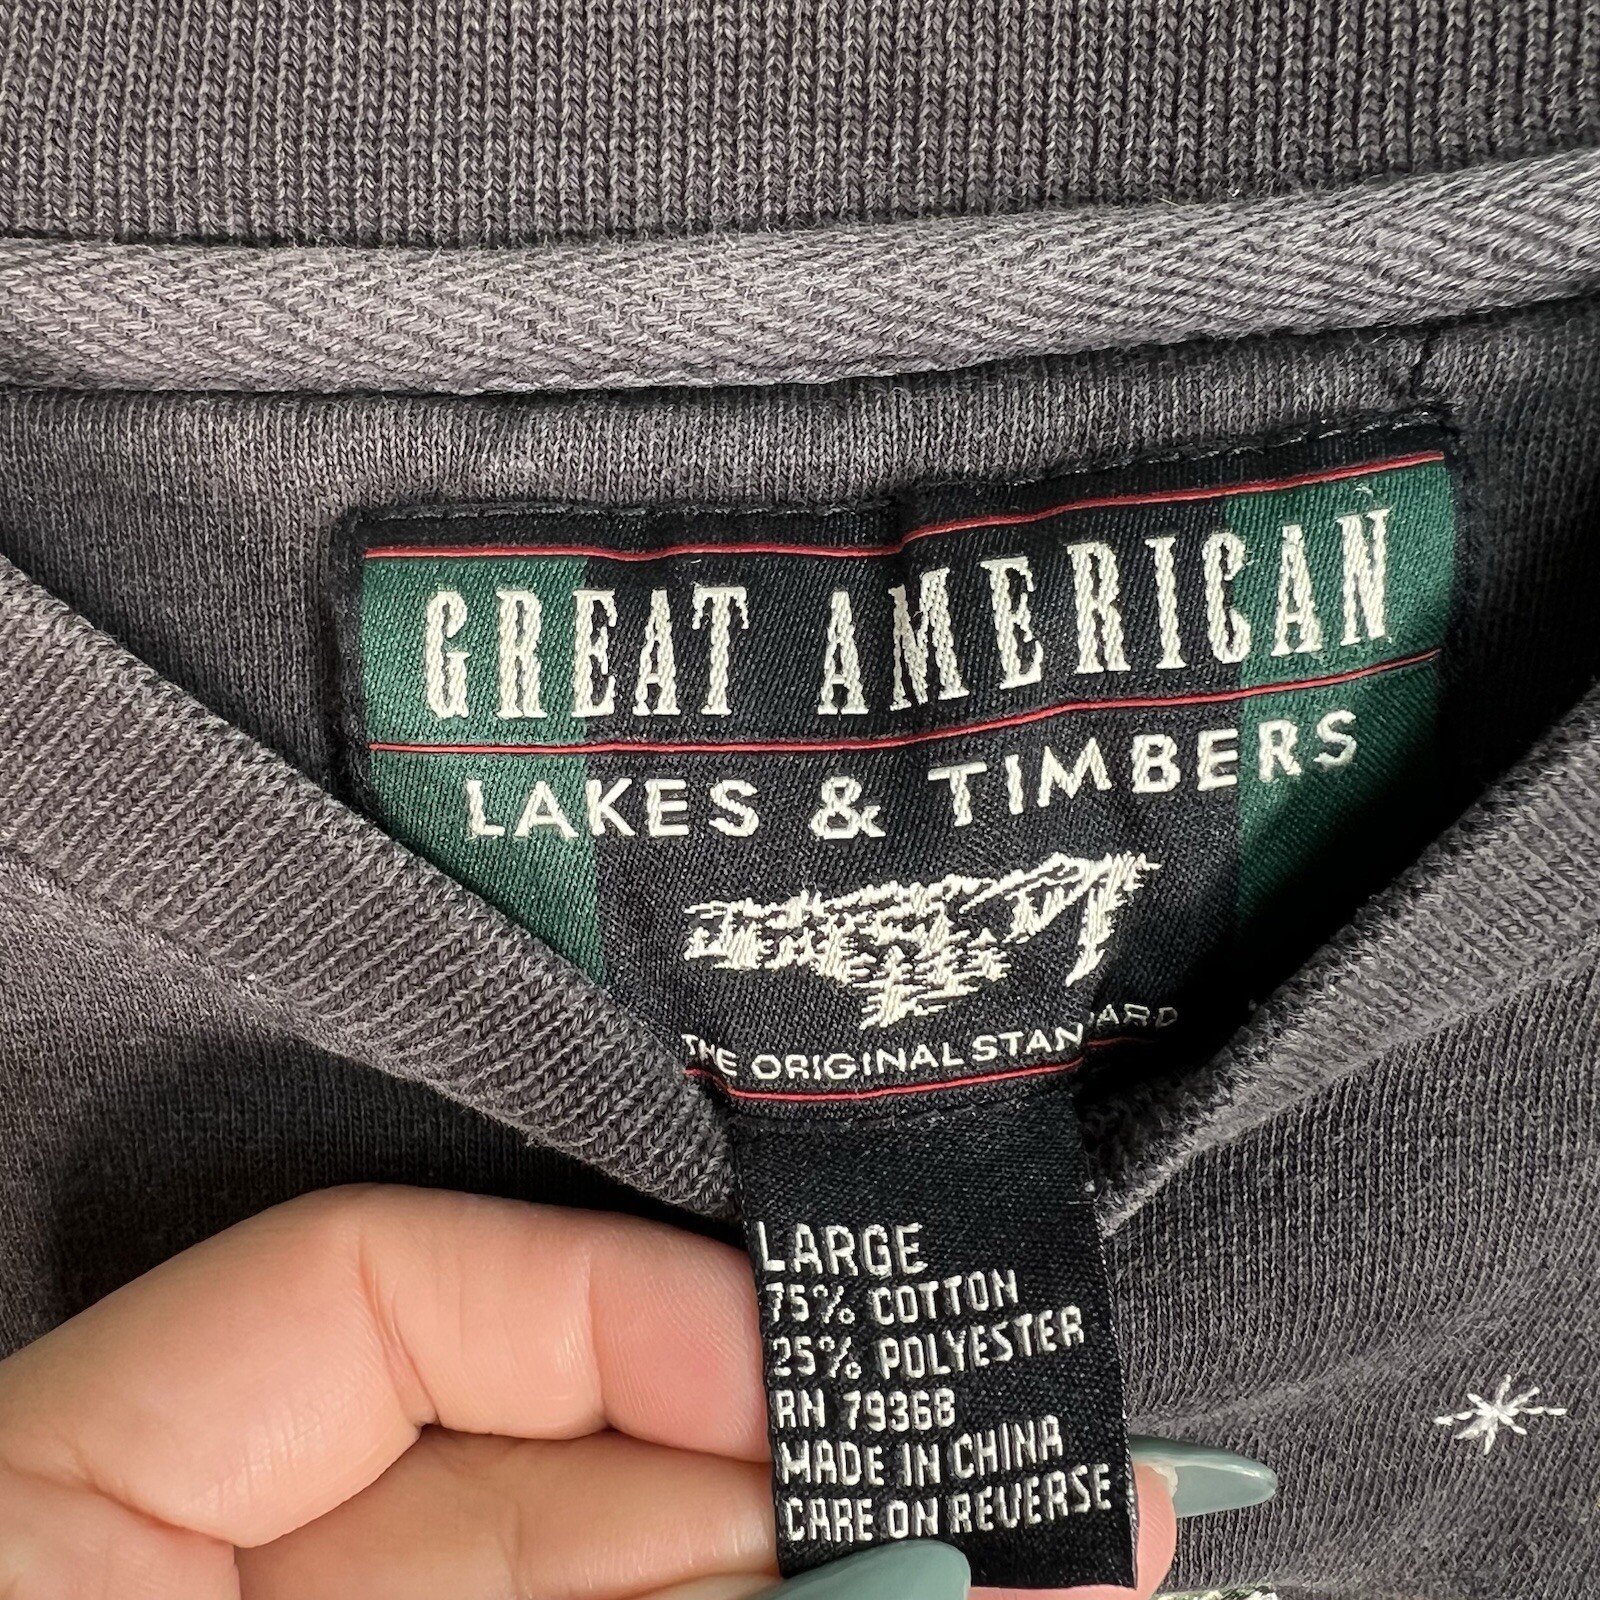 GREAT AMERICAN
LAKES & TIMBERS
THE ORIGINAL STANDARD
LARGE
75% COTTON
25% POLYESTER
RN 79368
MADE IN CHINA
CARE ON REVERSE